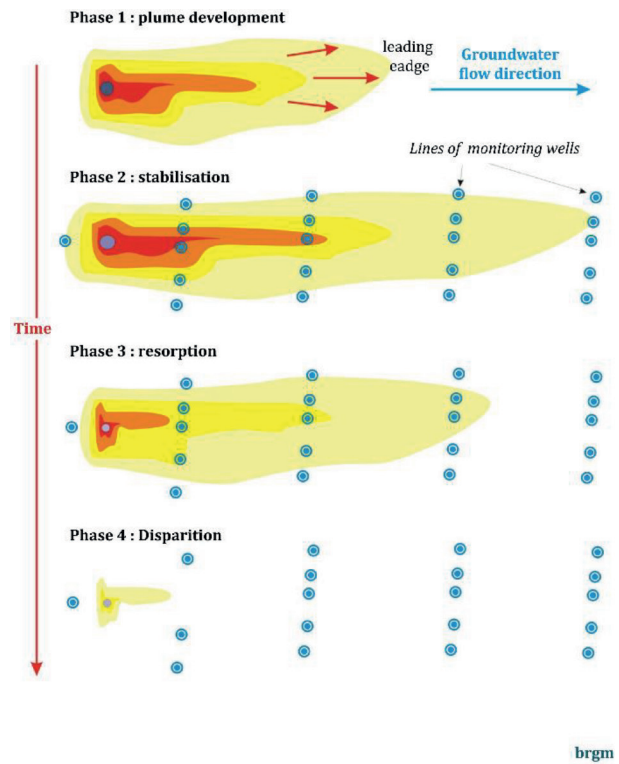 Phase 1 : plume development
leading
eadge
Groundwater
flow direction
Lines of monitoring wells
Phase 2 : stabilisation
Time
Phase 3 : resorption
Phase 4 : Disparition
brgm